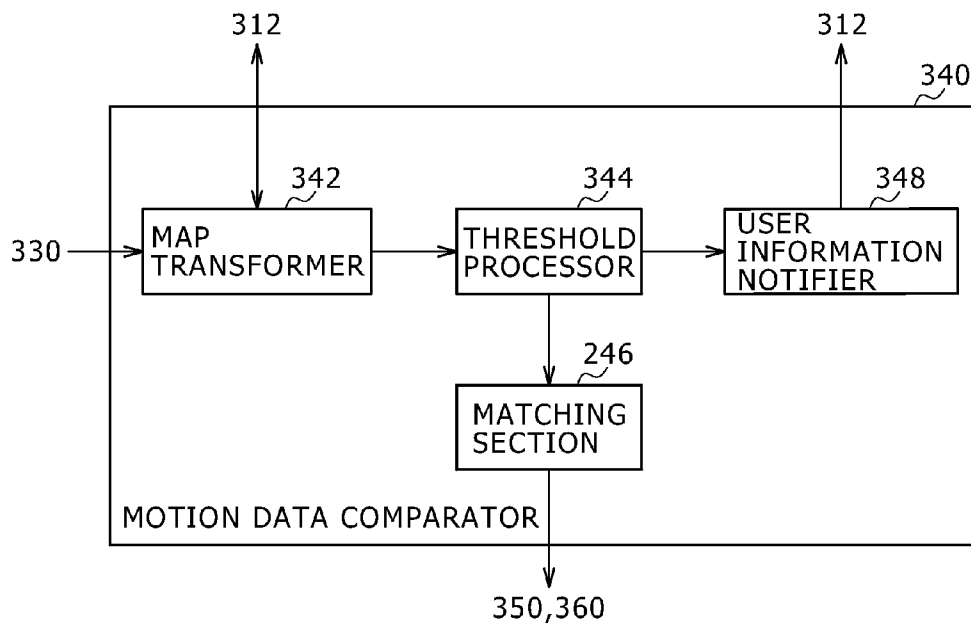 312
312
340
342
344
348
330
MAP
TRANSFORMER
THRESHOLD
PROCESSOR
USER
INFORMATION
NOTIFIER
246
MATCHING
SECTION
MOTION DATA COMPARATOR
350,360